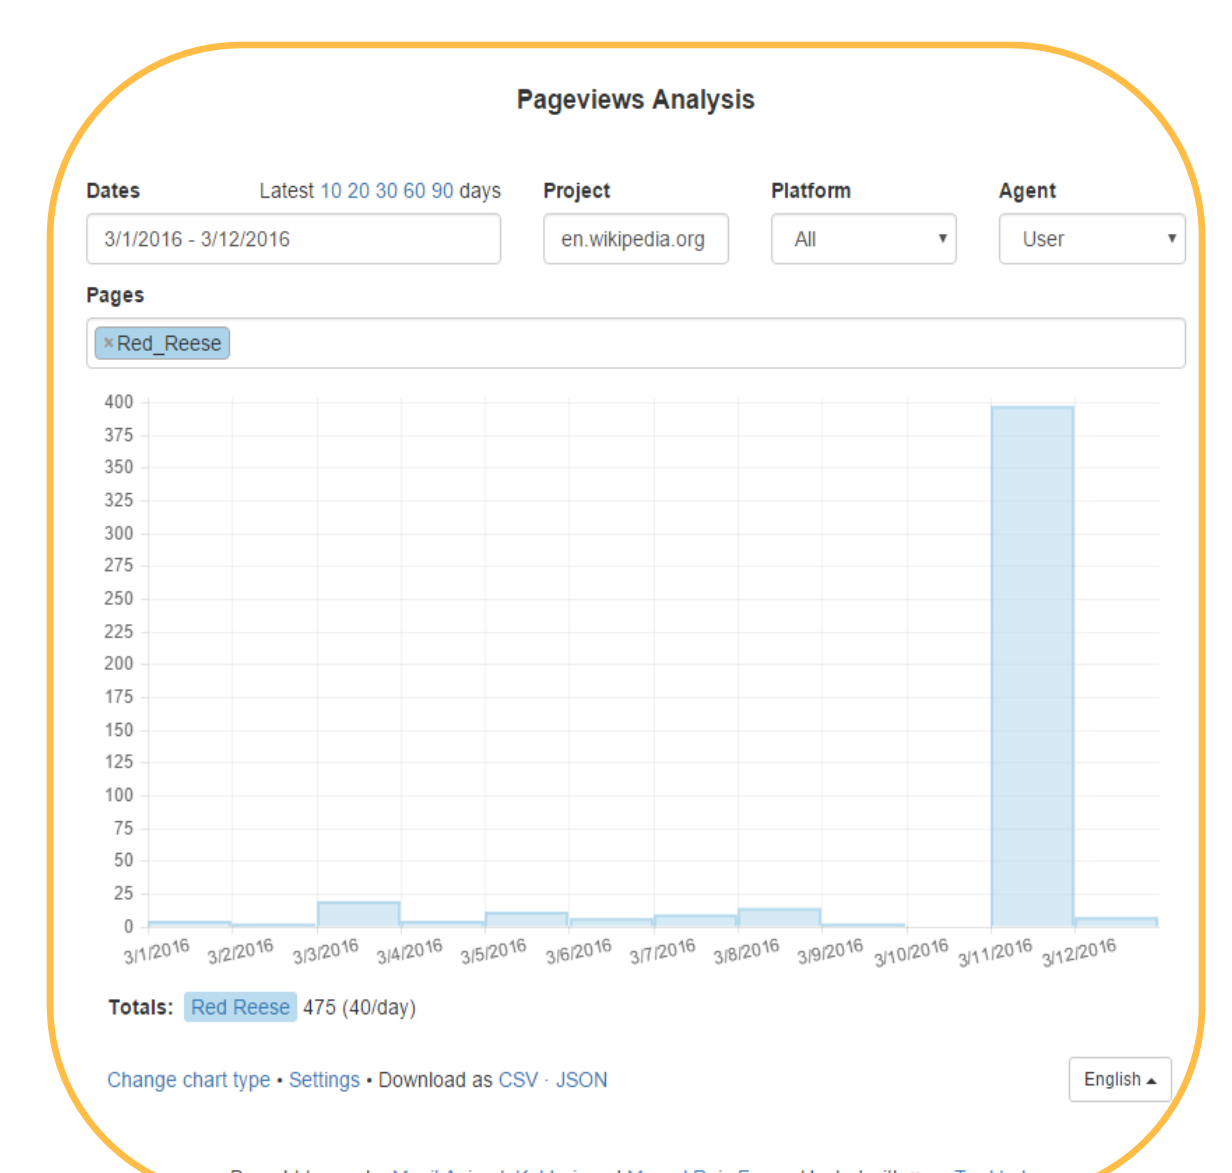 Pageviews Analysis
Dates Latest 10 20 30 60 90 days Project Platform Agent
3/1/2016 - 3/12/2016 en.wikipedia.org All User
Pages
×Red_Reese
400
375
350
325
300
275
250
225
200
175
150
125
100
75
50
25
0
3/1/2016 3/2/2016 3/3/2016 3/4/2016 3/5/2016 3/6/2016 3/7/2016 3/8/2016 3/9/2016 3/10/2016 3/11/2016 3/12/2016
Totals: Red Reese 475 (40/day)
Change chart type • Settings • Download as CSV · JSON
English